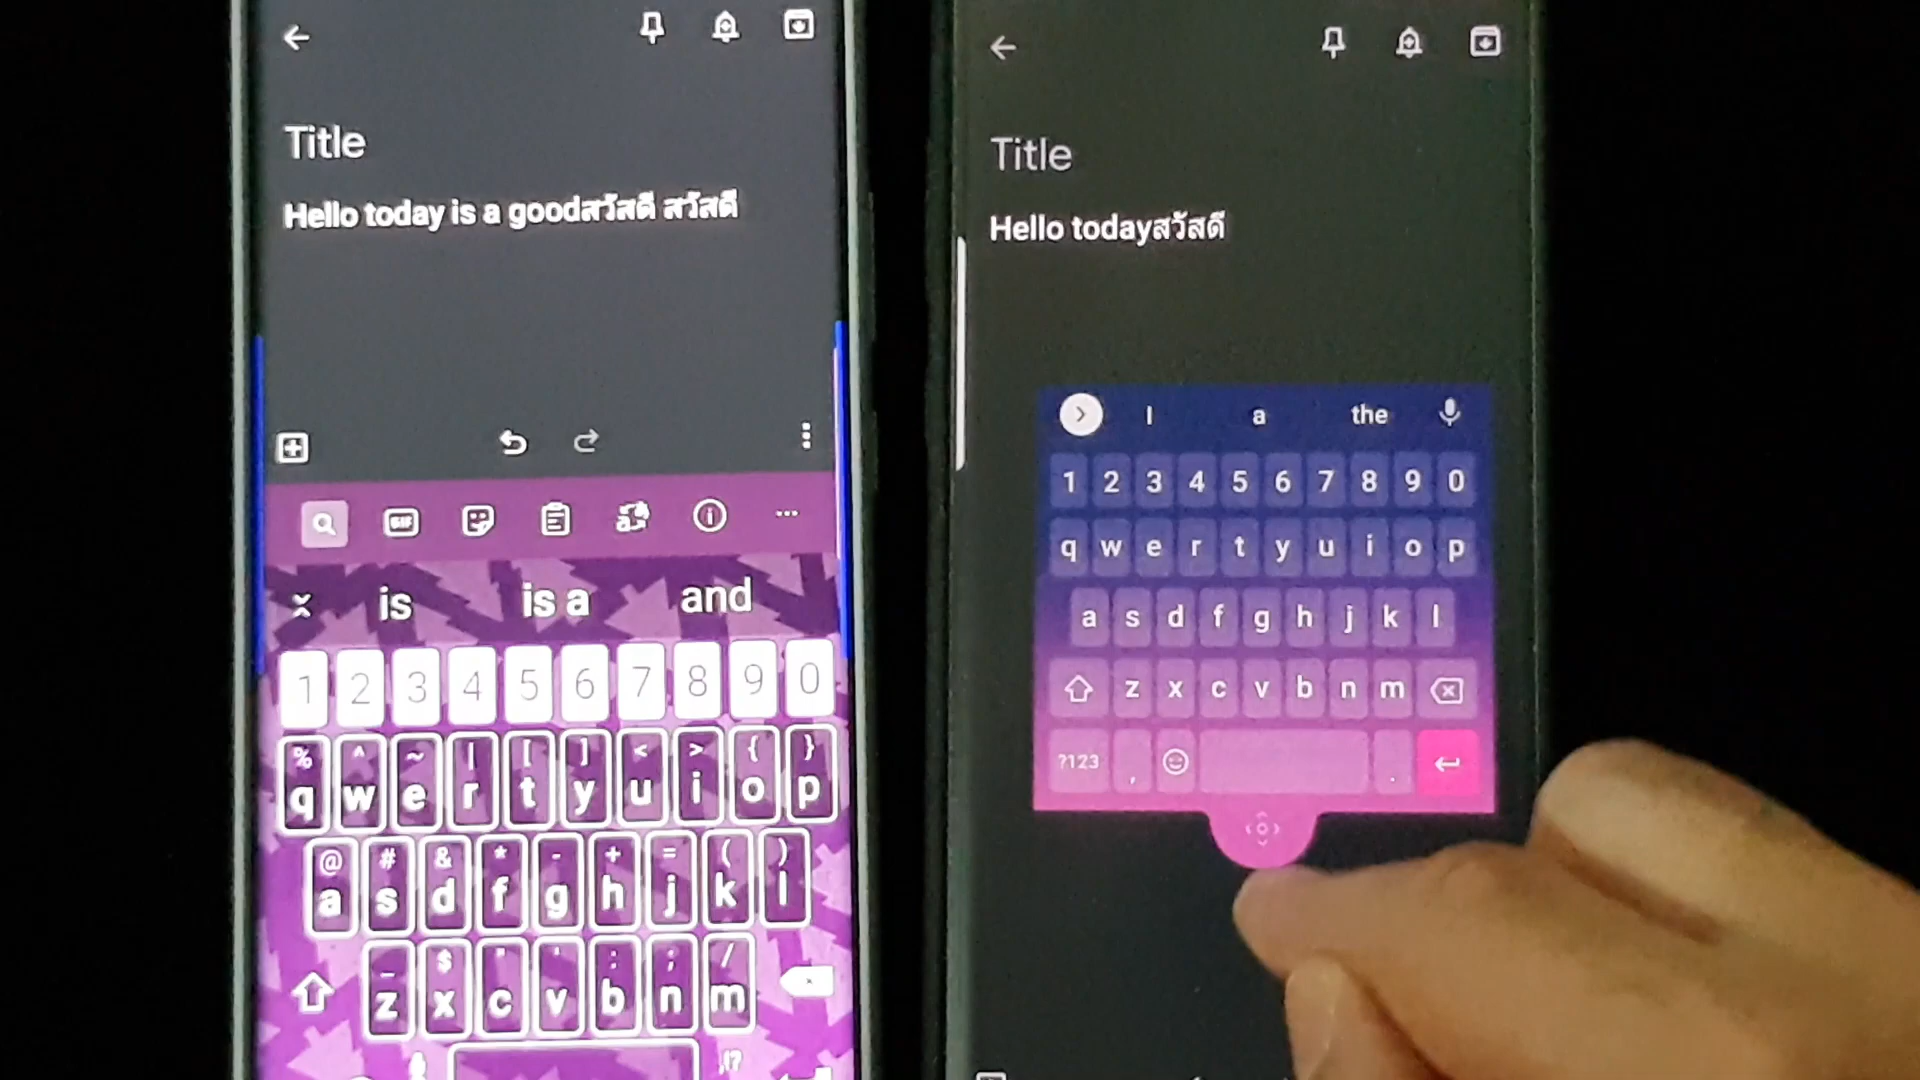 Title
Hello today is a goodสวัสดี สวัสดี
GIF
is is a and
1 2 3 4 5 6 7 8 9 0
% ^ ~ | [ ] < > { }
q w e r t y u i o p
@ # & * - + = ( )
a s d f g h j k l
_ $ " ' : ; /
z x c v b n m
,!?
Title
Hello todayสวัสดี
I a the
1 2 3 4 5 6 7 8 9 0
q w e r t y u i o p
a s d f g h j k l
z x c v b n m
?123 , .